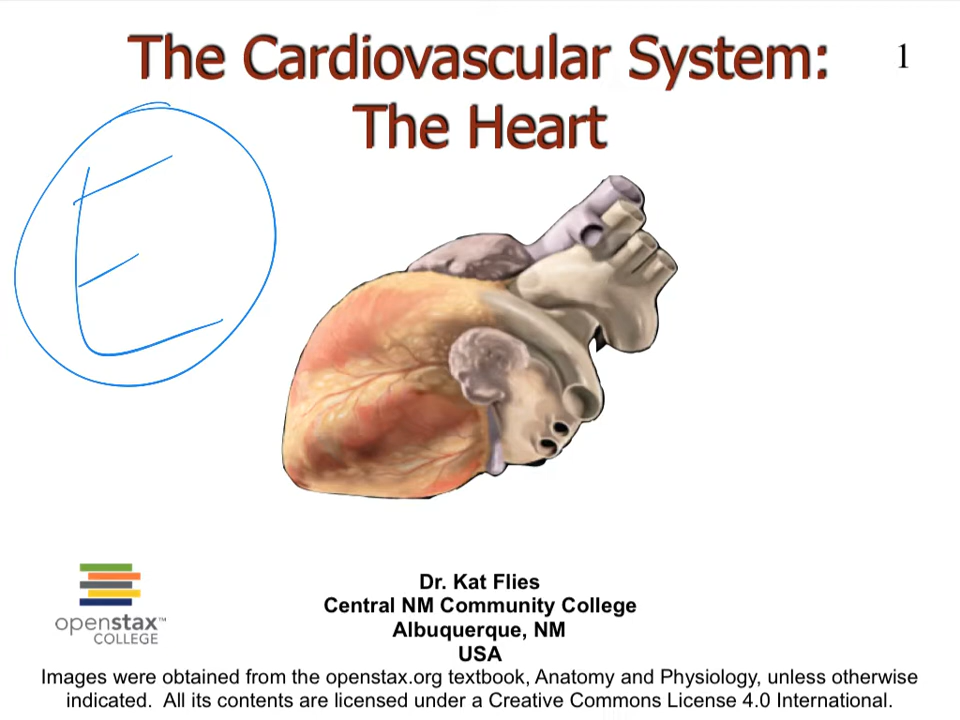 The Cardiovascular System:
The Heart
1
E
Dr. Kat Flies
Central NM Community College
Albuquerque, NM
USA
openstax™
COLLEGE
Images were obtained from the openstax.org textbook, Anatomy and Physiology, unless otherwise
indicated.  All its contents are licensed under a Creative Commons License 4.0 International.